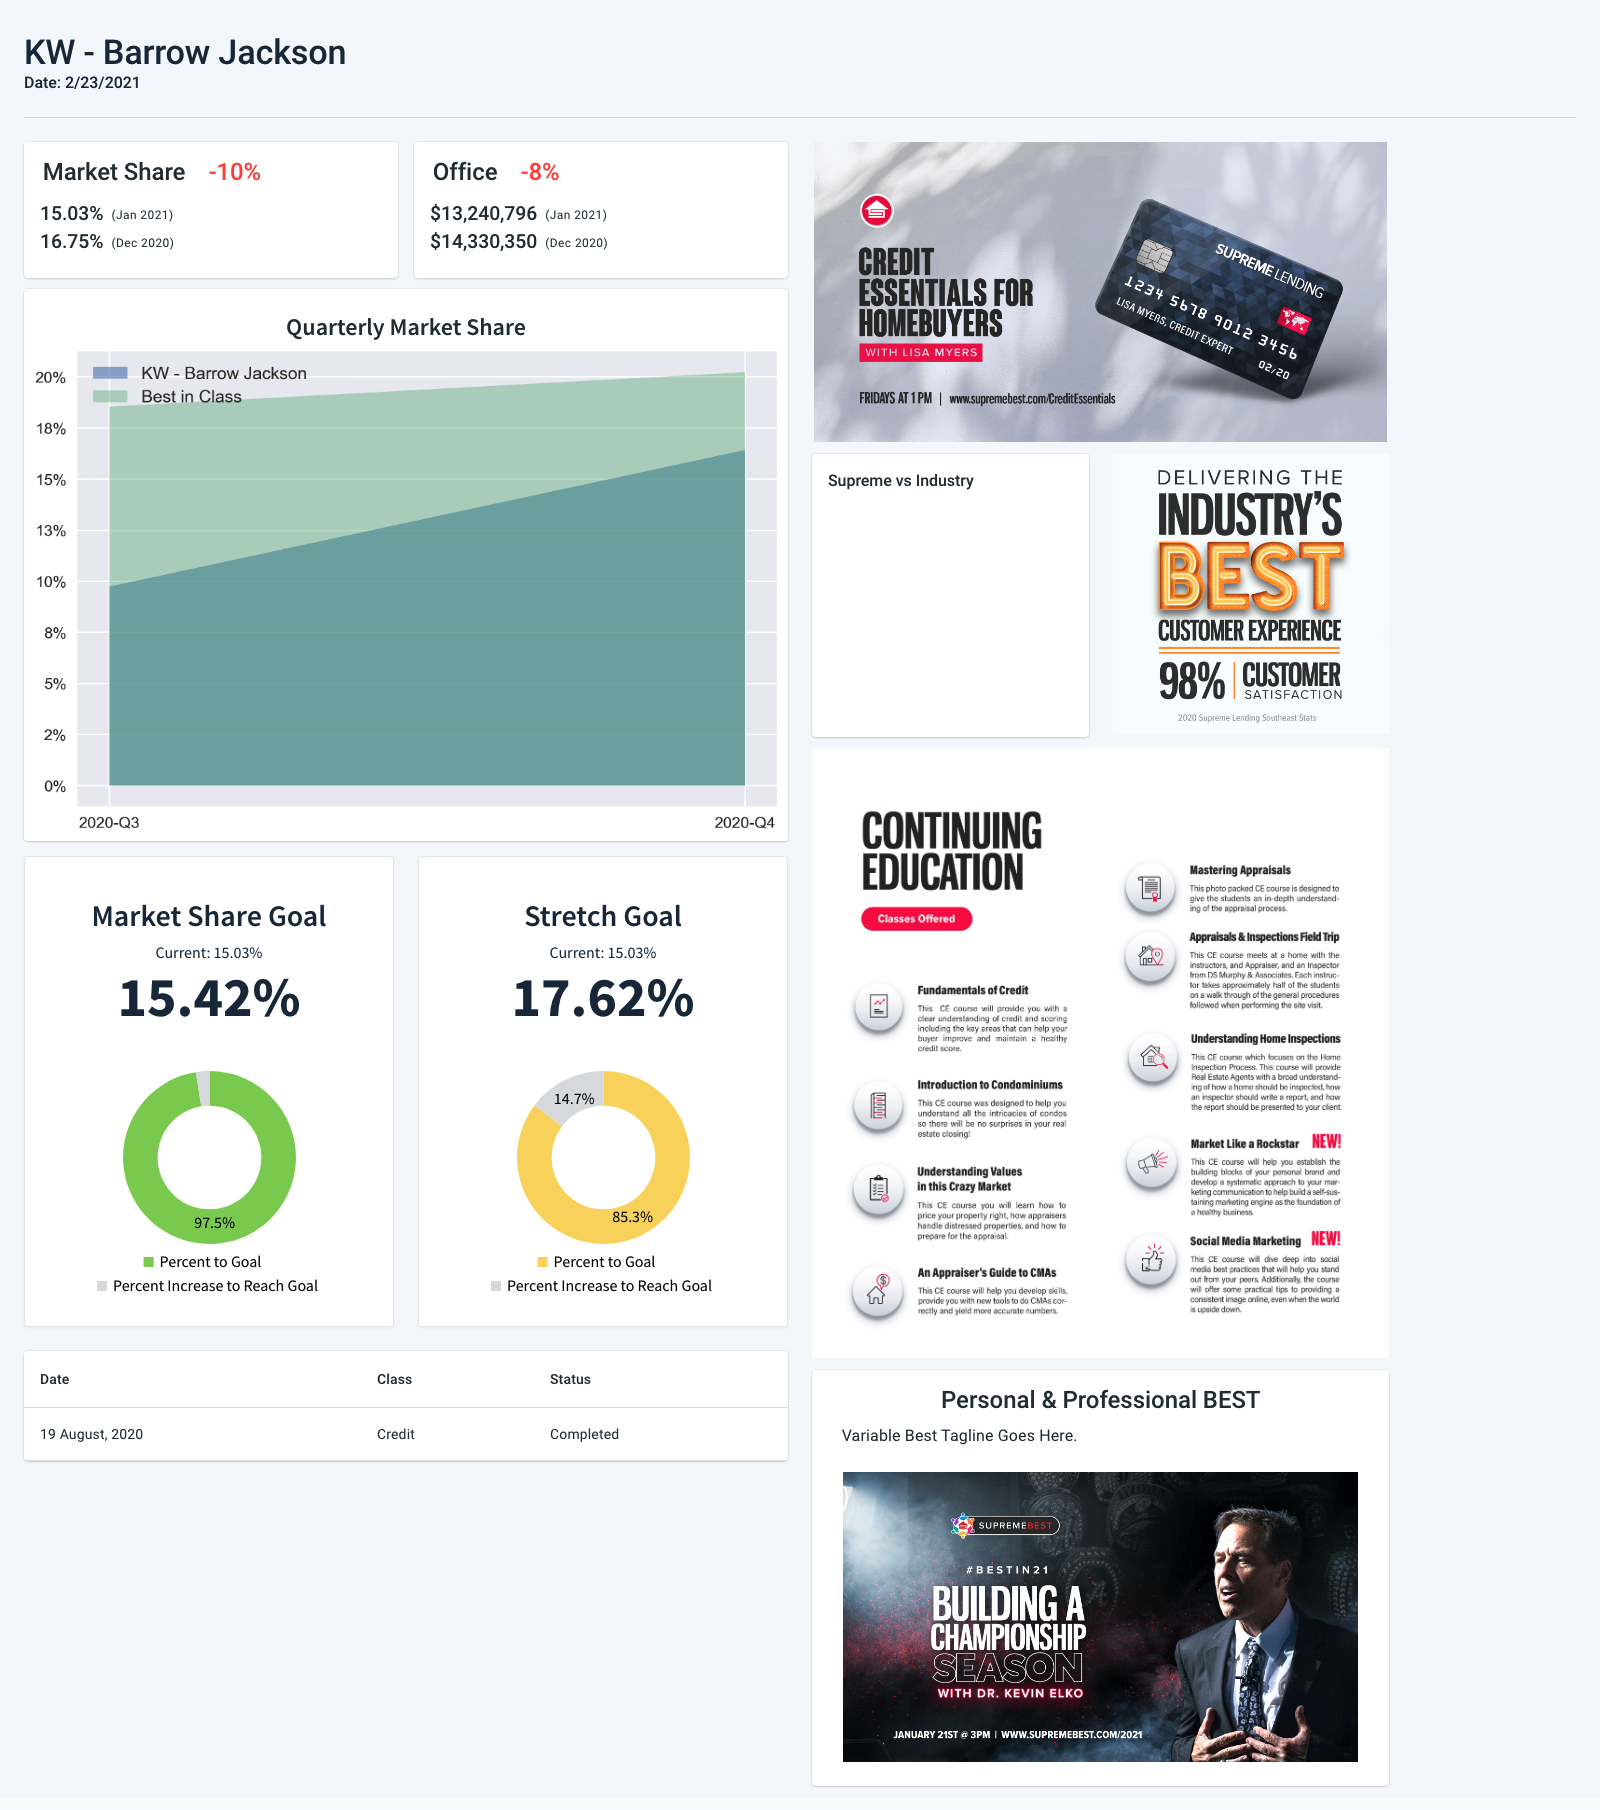 KW - Barrow Jackson
Date: 2/23/2021
Market Share -10%
15.03% (Jan 2021)
16.75% (Dec 2020)
Office -8%
$13,240,796 (Jan 2021)
$14,330,350 (Dec 2020)
Quarterly Market Share
KW - Barrow Jackson
Best in Class
20%
18%
15%
13%
10%
8%
5%
2%
0%
2020-Q3
2020-Q4
Market Share Goal
Current: 15.03%
15.42%
97.5%
Percent to Goal
Percent Increase to Reach Goal
Stretch Goal
Current: 15.03%
17.62%
14.7%
85.3%
Percent to Goal
Percent Increase to Reach Goal
Date Class Status
19 August, 2020 Credit Completed
CREDIT
ESSENTIALS FOR
HOMEBUYERS
WITH LISA MYERS
FRIDAYS AT 1 PM | www.supremebest.com/CreditEssentials
SUPREME LENDING
1234 5678 9012 3456
LISA MYERS, CREDIT EXPERT
02/20
Supreme vs Industry
DELIVERING THE
INDUSTRY'S
BEST
CUSTOMER EXPERIENCE
98% | CUSTOMER
SATISFACTION
2020 Supreme Lending Southeast Stats
CONTINUING
EDUCATION
Classes Offered
Fundamentals of Credit
This CE course will provide you with a
clear understanding of credit and scoring
including the key areas that can help your
buyer improve and maintain a healthy
credit score.
Introduction to Condominiums
This CE course was designed to help you
understand all the intricacies of condos
so there will be no surprises in your real
estate closing!
Understanding Values
in this Crazy Market
This CE course you will learn how to
price your property right, how appraisers
handle distressed properties, and how to
prepare for the appraisal.
An Appraiser's Guide to CMAs
This CE course will help you develop skills,
provide you with new tools to do CMAs cor-
rectly and yield more accurate numbers.
Mastering Appraisals
This photo packed CE course is designed to
give the students an in-depth understand-
ing of the appraisal process.
Appraisals & Inspections Field Trip
This CE course meets at a home with the
instructors, and Appraiser, and an Inspector
from DS Murphy & Associates. Each instruc-
tor takes approximately half of the students
on a walk through of the general procedures
followed when performing the site visit.
Understanding Home Inspections
This CE course which focuses on the Home
Inspection Process. This course will provide
Real Estate Agents with a broad understand-
ing of how a home should be inspected, how
an inspector should write a report, and how
the report should be presented to your client.
Market Like a Rockstar NEW!
This CE course will help you establish the
building blocks of your personal brand and
develop a systematic approach to your mar-
keting communication to help build a self-sus-
taining marketing engine as the foundation of
a healthy business.
Social Media Marketing NEW!
This CE course will dive deep into social
media best practices that will help you stand
out from your peers. Additionally, the course
will offer some practical tips to providing a
consistent image online, even when the world
is upside down.
Personal & Professional BEST
Variable Best Tagline Goes Here.
SUPREMEBEST
#BESTIN21
BUILDING A
CHAMPIONSHIP
SEASON
WITH DR. KEVIN ELKO
JANUARY 21ST @ 3PM | WWW.SUPREMEBEST.COM/2021